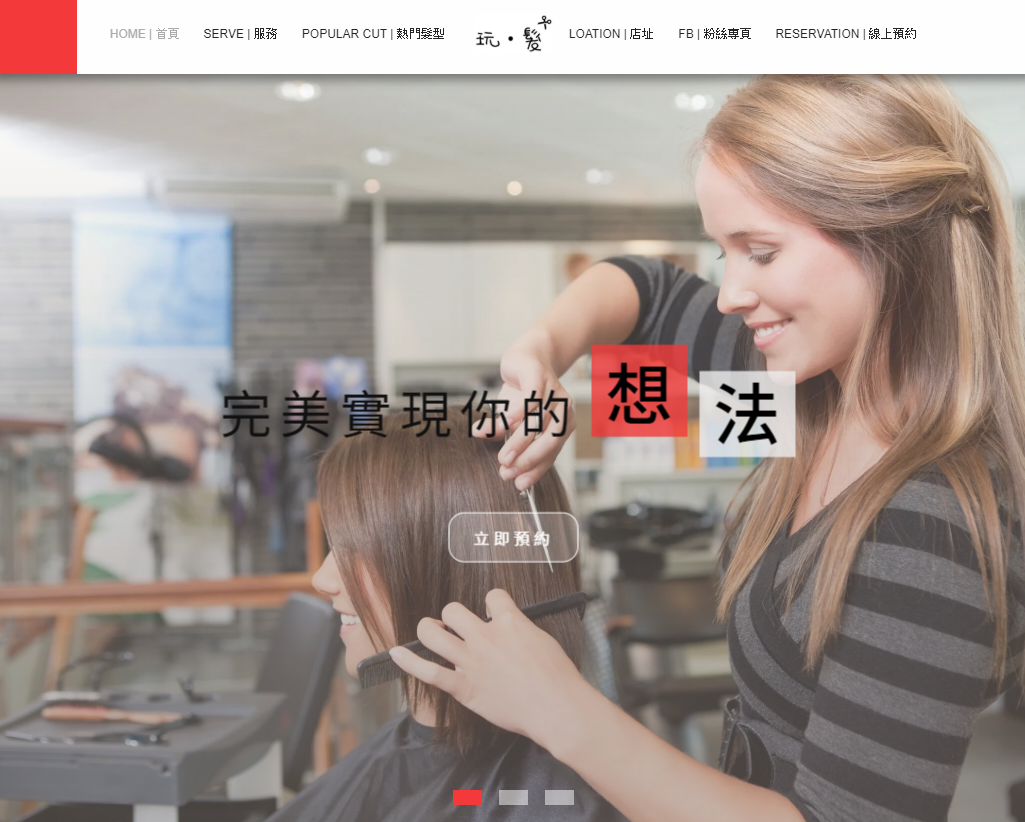 HOME | 首頁
SERVE | 服務
POPULAR CUT | 熱門髮型
玩・髮
LOATION | 店址
FB | 粉絲專頁
RESERVATION | 線上預約
完美實現你的想法
立即預約